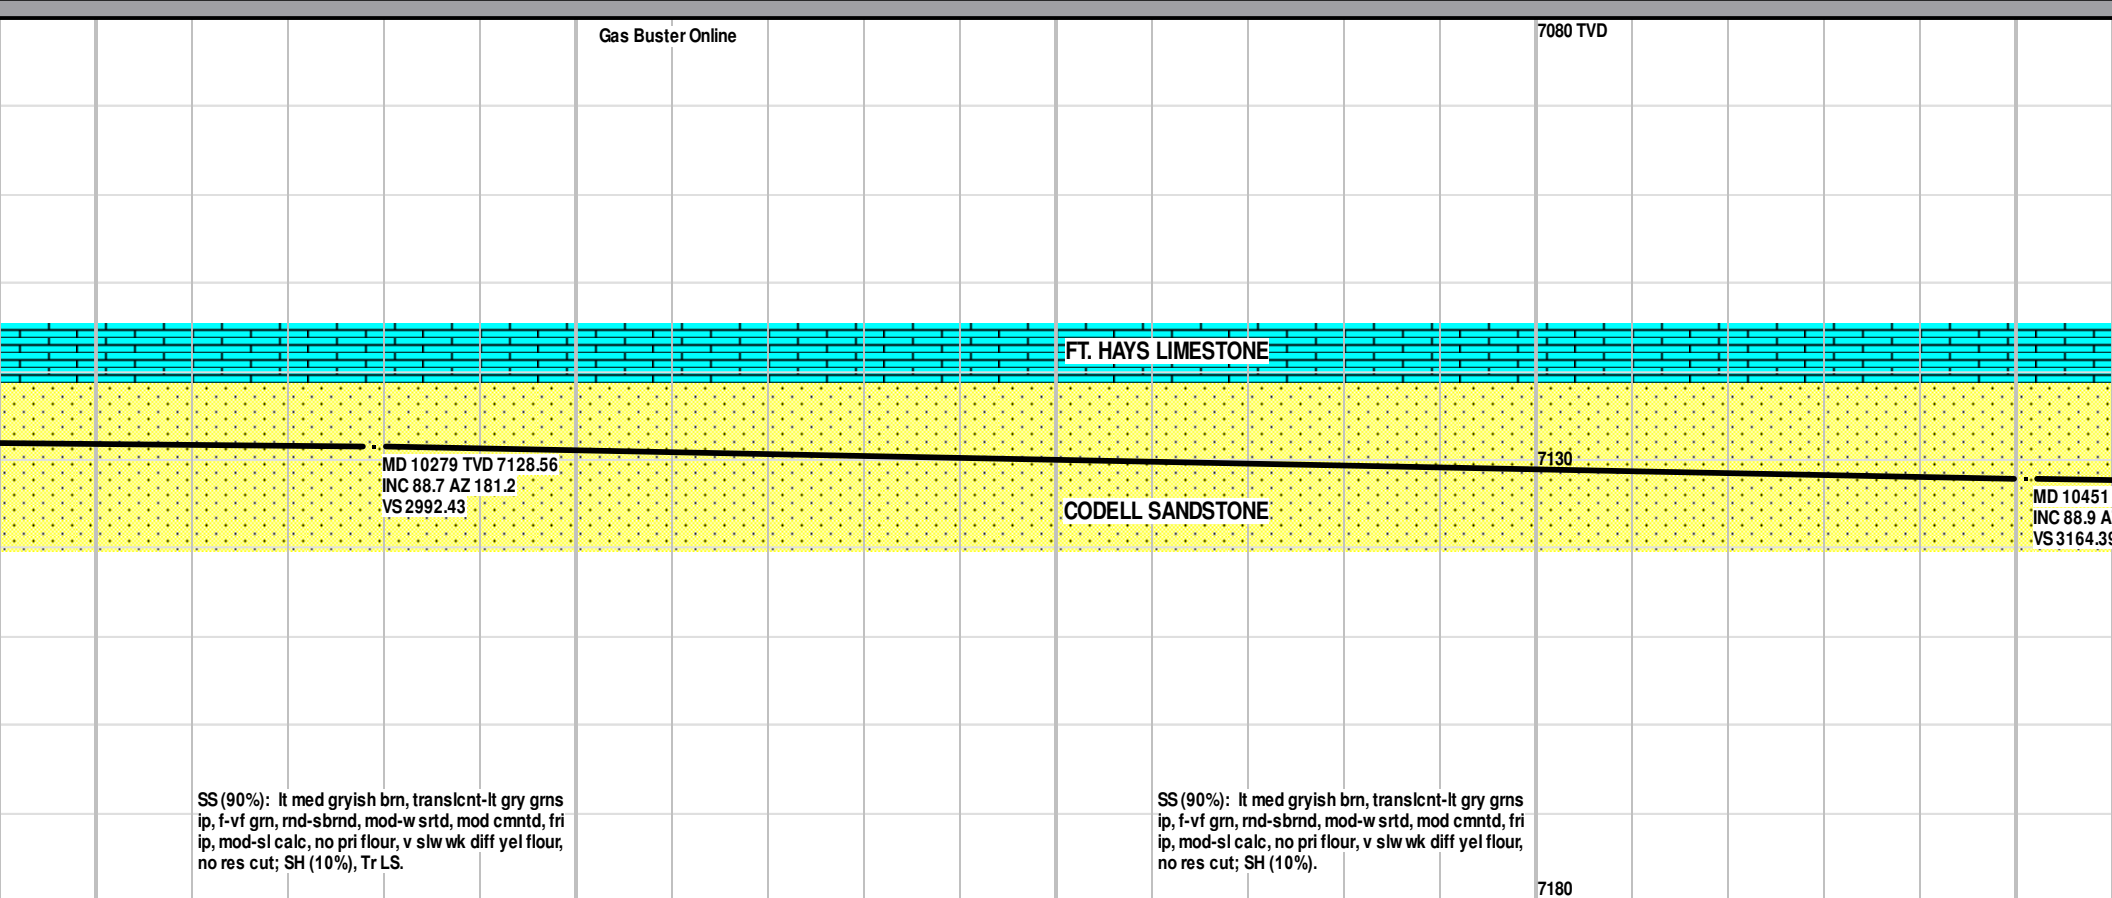 Gas Buster Online
7080 TVD
FT. HAYS LIMESTONE
MD 10279 TVD 7128.56
INC 88.7 AZ 181.2
VS 2992.43
7130
CODELL SANDSTONE
MD 10451
INC 88.9 A
VS 3164.39
SS (90%):  lt med gryish brn, translcnt-lt gry grns
ip, f-vf grn, rnd-sbrnd, mod-w srtd, mod cmntd, fri
ip, mod-sl calc, no pri flour, v slw wk diff yel flour,
no res cut; SH (10%), Tr LS.
SS (90%):  lt med gryish brn, translcnt-lt gry grns
ip, f-vf grn, rnd-sbrnd, mod-w srtd, mod cmntd, fri
ip, mod-sl calc, no pri flour, v slw wk diff yel flour,
no res cut; SH (10%).
7180